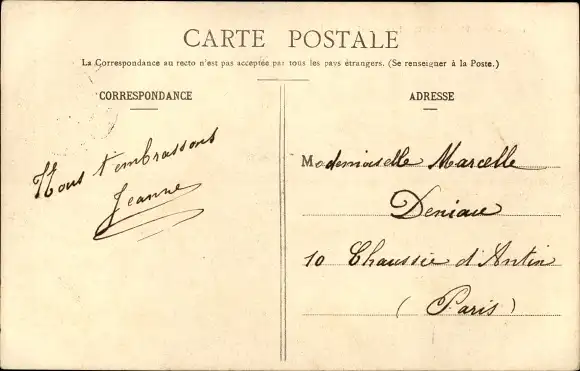 CARTE POSTALE
La Correspondance au recto n'est pas acceptée par tous les pays étrangers. (Se renseigner à la Poste.)
CORRESPONDANCE
Nous t'embrassons
Jeanne
ADRESSE
Mademoiselle Marcelle
Deniau
10 Chaussée d'Antin
(Paris)